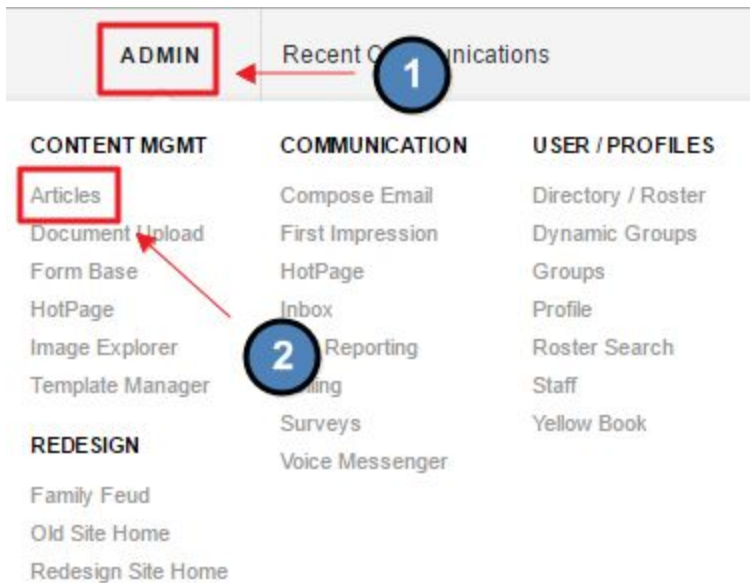 ADMIN
Recent
1
CONTENT MGMT
Articles
Document Upload
Form Base
HotPage
Image Explorer
Template Manager
REDESIGN
Family Feud
Old Site Home
Redesign Site Home
COMMUNICATION
Compose Email
First Impression
HotPage
Inbox
2
Reporting
Surveys
Voice Messenger
USER / PROFILES
Directory / Roster
Dynamic Groups
Groups
Profile
Roster Search
Staff
Yellow Book